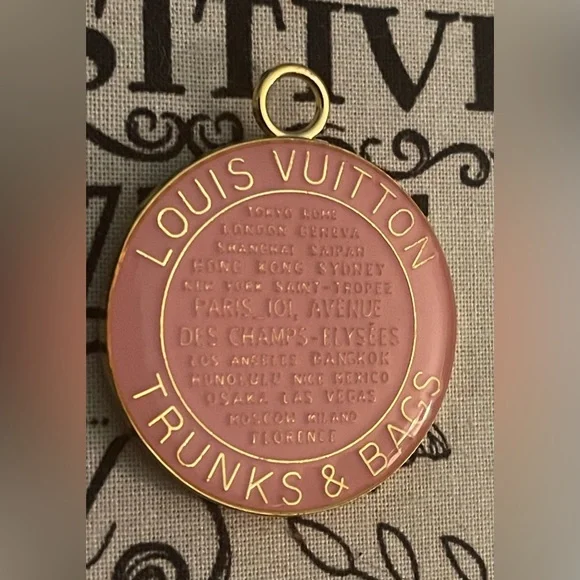 SITIVE
LOUIS VUITTON
TOKYO ROME
LONDON GENEVA
SHANGHAI SAIPAN
HONG KONG SYDNEY
NEW YORK SAINT-TROPEZ
PARIS_101, AVENUE
DES CHAMPS-ELYSÉES
LOS ANGELES BANGKOK
HONOLULU NICE MEXICO
OSAKA LAS VEGAS
MOSCOW MILANO
FLORENCE
TRUNKS & BAGS